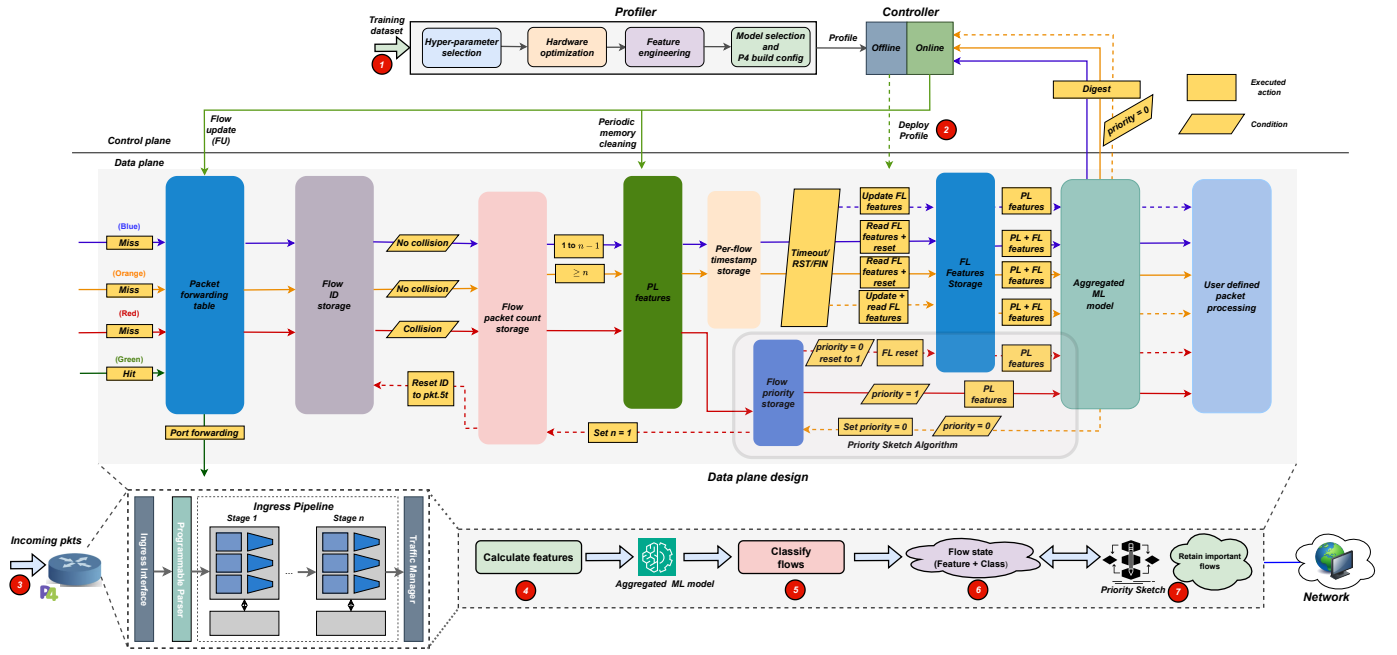 Profiler
Controller
Training
dataset
1
Hyper-parameter
selection
Hardware
optimization
Feature
engineering
Model selection
and
P4 build config
Profile
Offline
Online
Digest
priority = 0
Executed
action
Condition
Flow
update
(FU)
Periodic
memory
cleaning
Deploy
Profile
2
Control plane
Data plane
(Blue)
Miss
(Orange)
Miss
(Red)
Miss
(Green)
Hit
Packet
forwarding
table
Flow
ID
storage
No collision
No collision
Collision
Reset ID
to pkt.5t
Flow
packet count
storage
1 to n − 1
≥ n
Set n = 1
PL
features
Per-flow
timestamp
storage
Timeout/
RST/FIN
Update FL
features
Read FL
features + reset
Read FL
features + reset
Update +
read FL
features
FL
Features
Storage
PL
features
PL + FL
features
PL + FL
features
PL + FL
features
PL
features
Aggregated
ML
model
User defined
packet
processing
Flow
priority
storage
priority = 0
reset to 1
FL reset
priority = 1
PL
features
Set priority = 0
priority = 0
Priority Sketch Algorithm
Port forwarding
Data plane design
Incoming pkts
3
P4
Ingress Interface
Programmable Parser
Ingress Pipeline
Stage 1
...
Stage n
Traffic Manager
Calculate features
4
Aggregated ML model
Classify
flows
5
Flow state
(Feature + Class)
6
Priority Sketch
7
Retain important
flows
Network